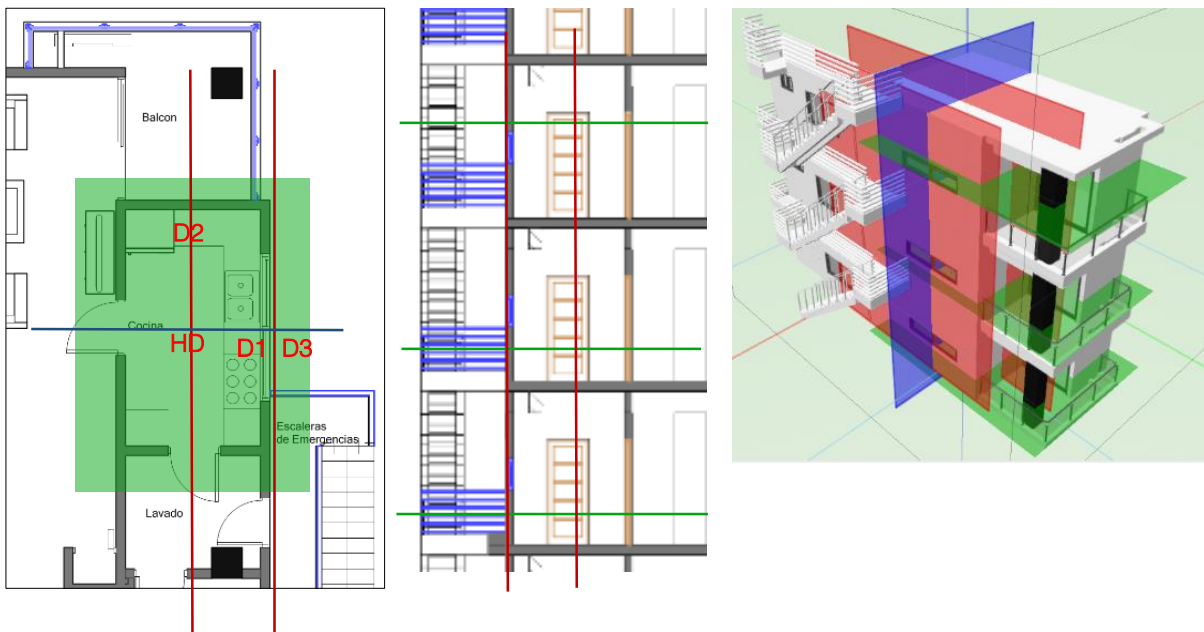 Balcon
D2
Cocina
HD
D1
D3
Escaleras
de Emergencias
Lavado